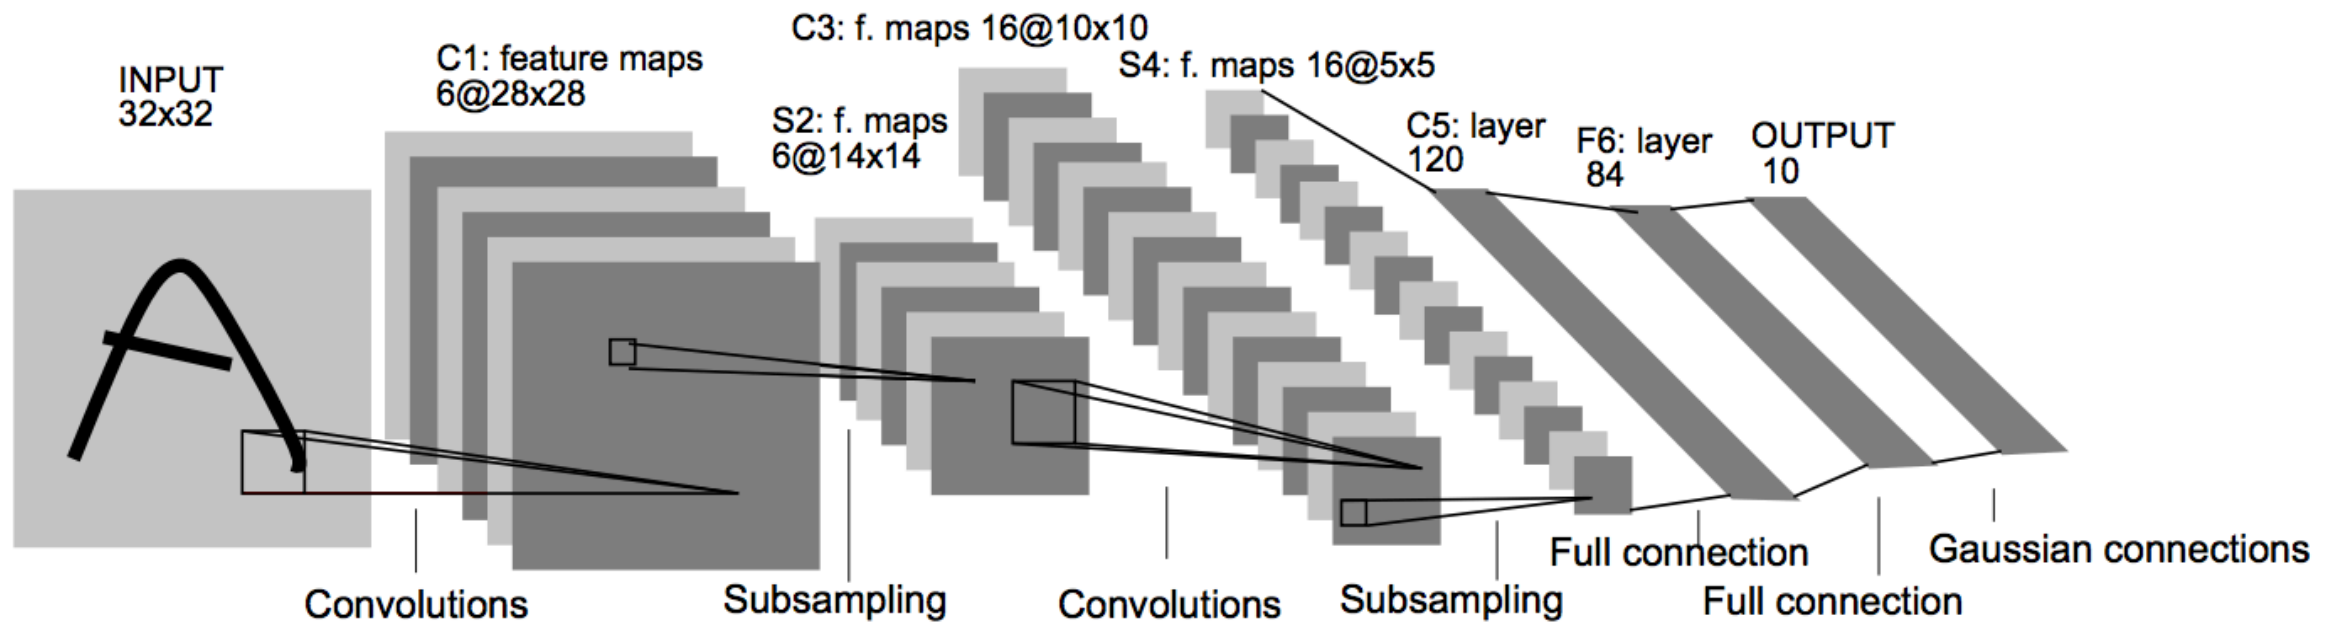 INPUT
32x32
C1: feature maps
6@28x28
S2: f. maps
6@14x14
C3: f. maps 16@10x10
S4: f. maps 16@5x5
C5: layer
120
F6: layer
84
OUTPUT
10
Convolutions
Subsampling
Convolutions
Subsampling
Full connection
Full connection
Gaussian connections